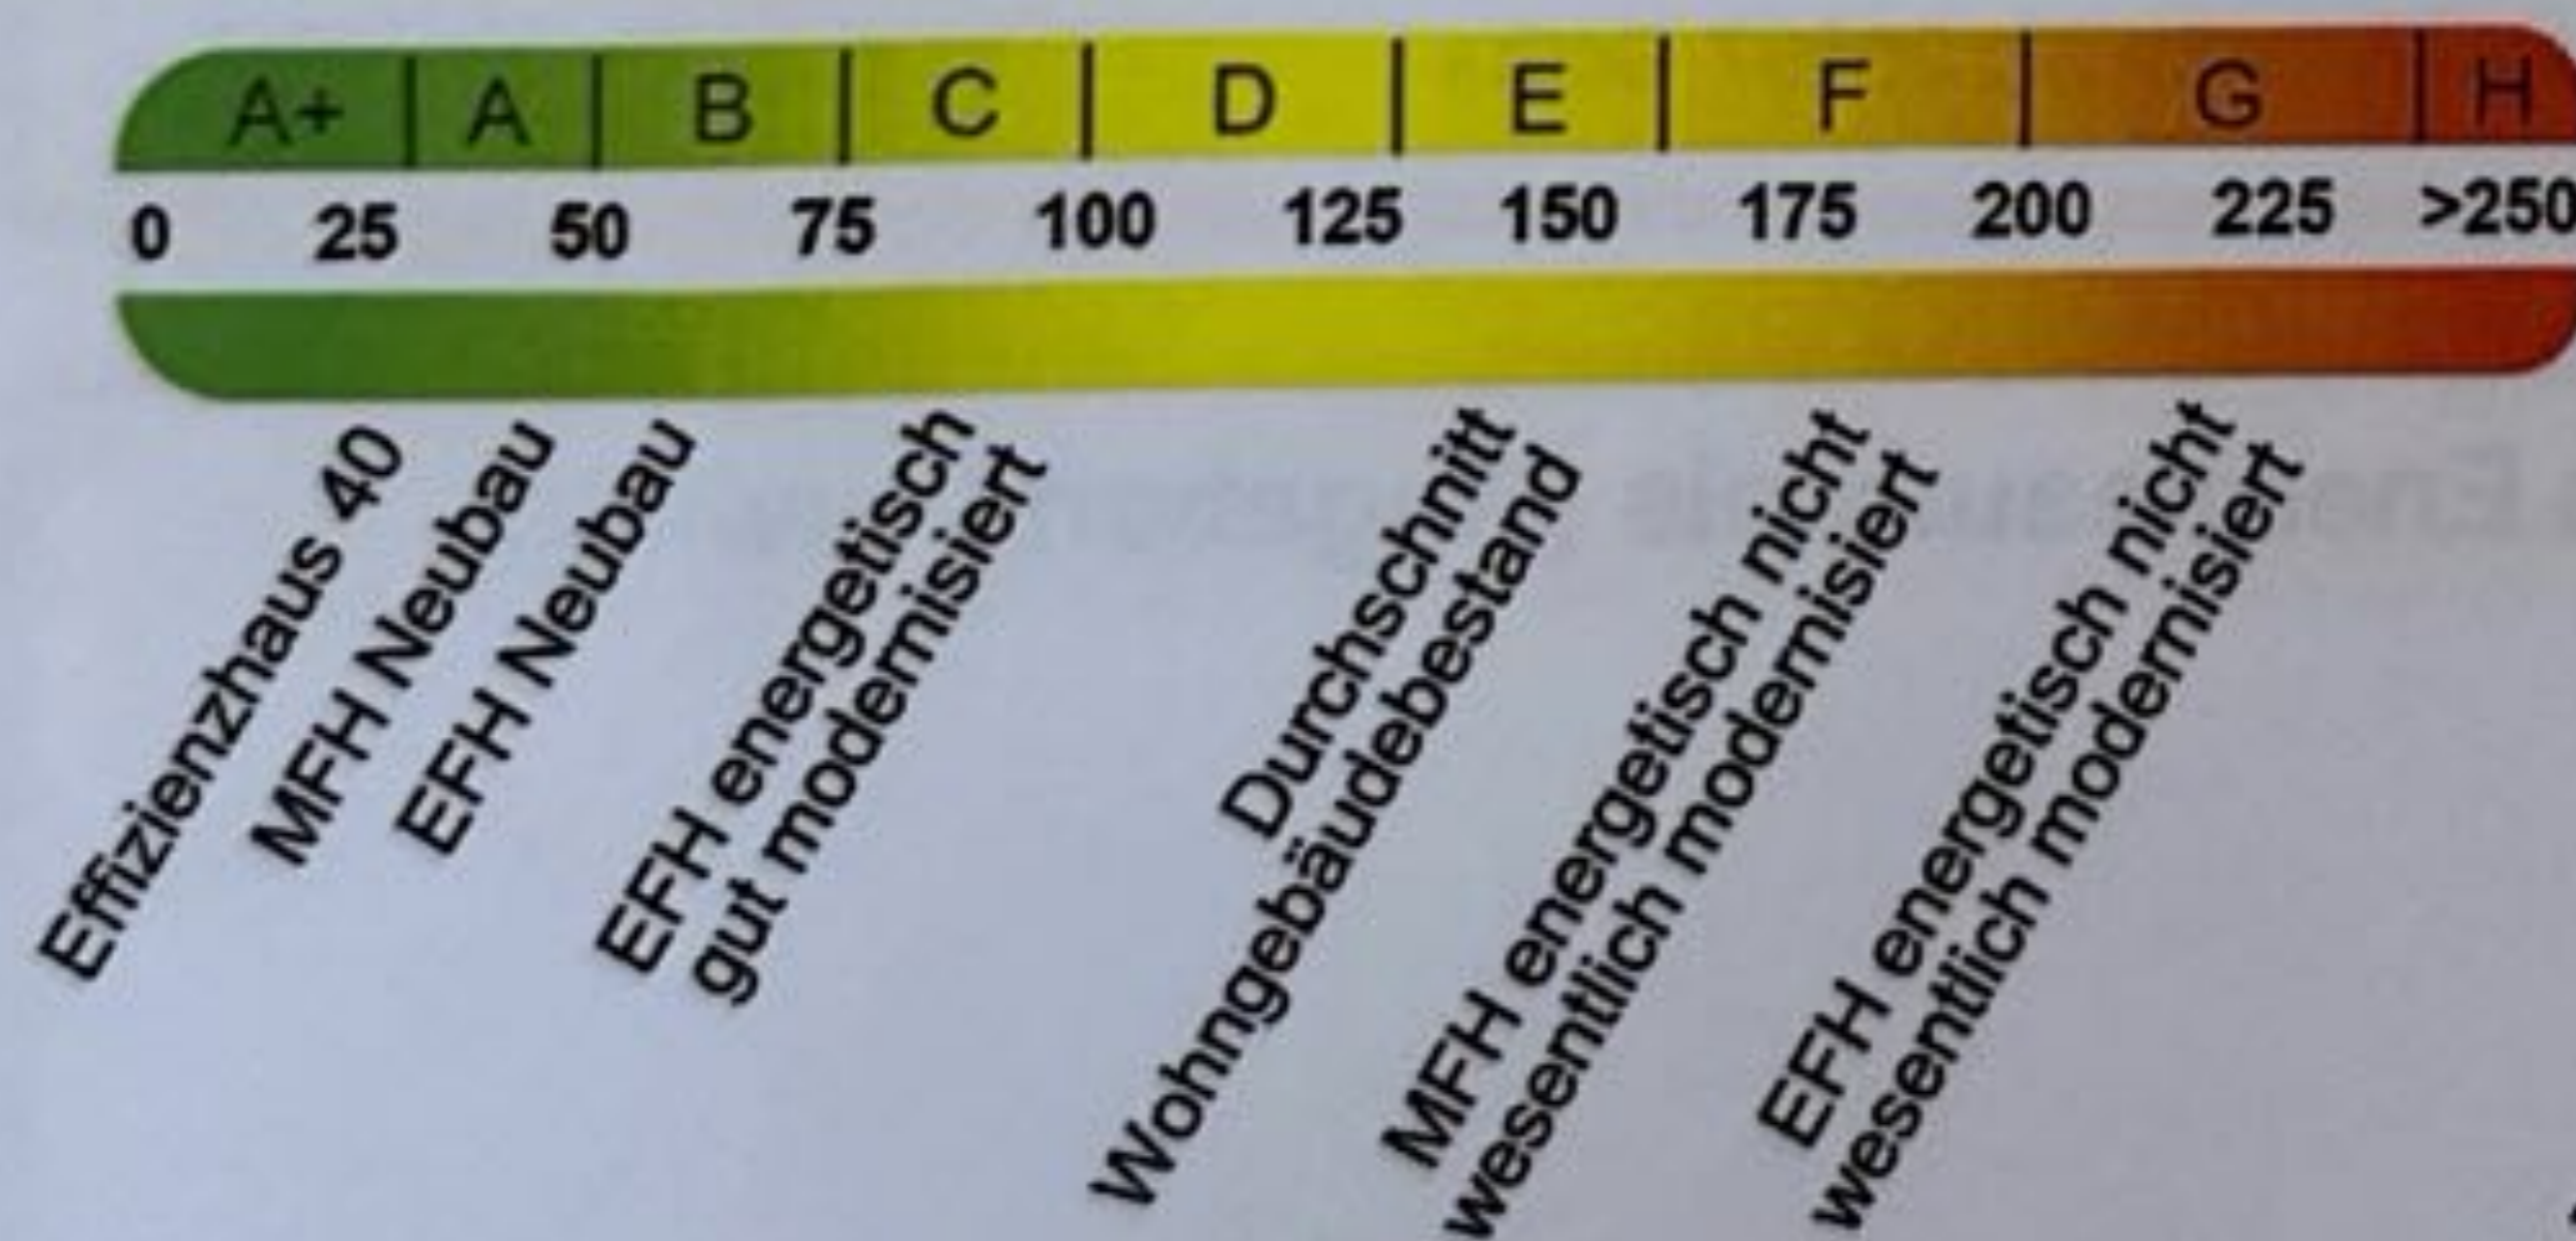 A+ A B C D E F G H
0 25 50 75 100 125 150 175 200 225 >250
Effizienzhaus 40
MFH Neubau
EFH Neubau
EFH energetisch
gut modernisiert
Durchschnitt
Wohngebäudebestand
MFH energetisch nicht
wesentlich modernisiert
EFH energetisch nicht
wesentlich modernisiert